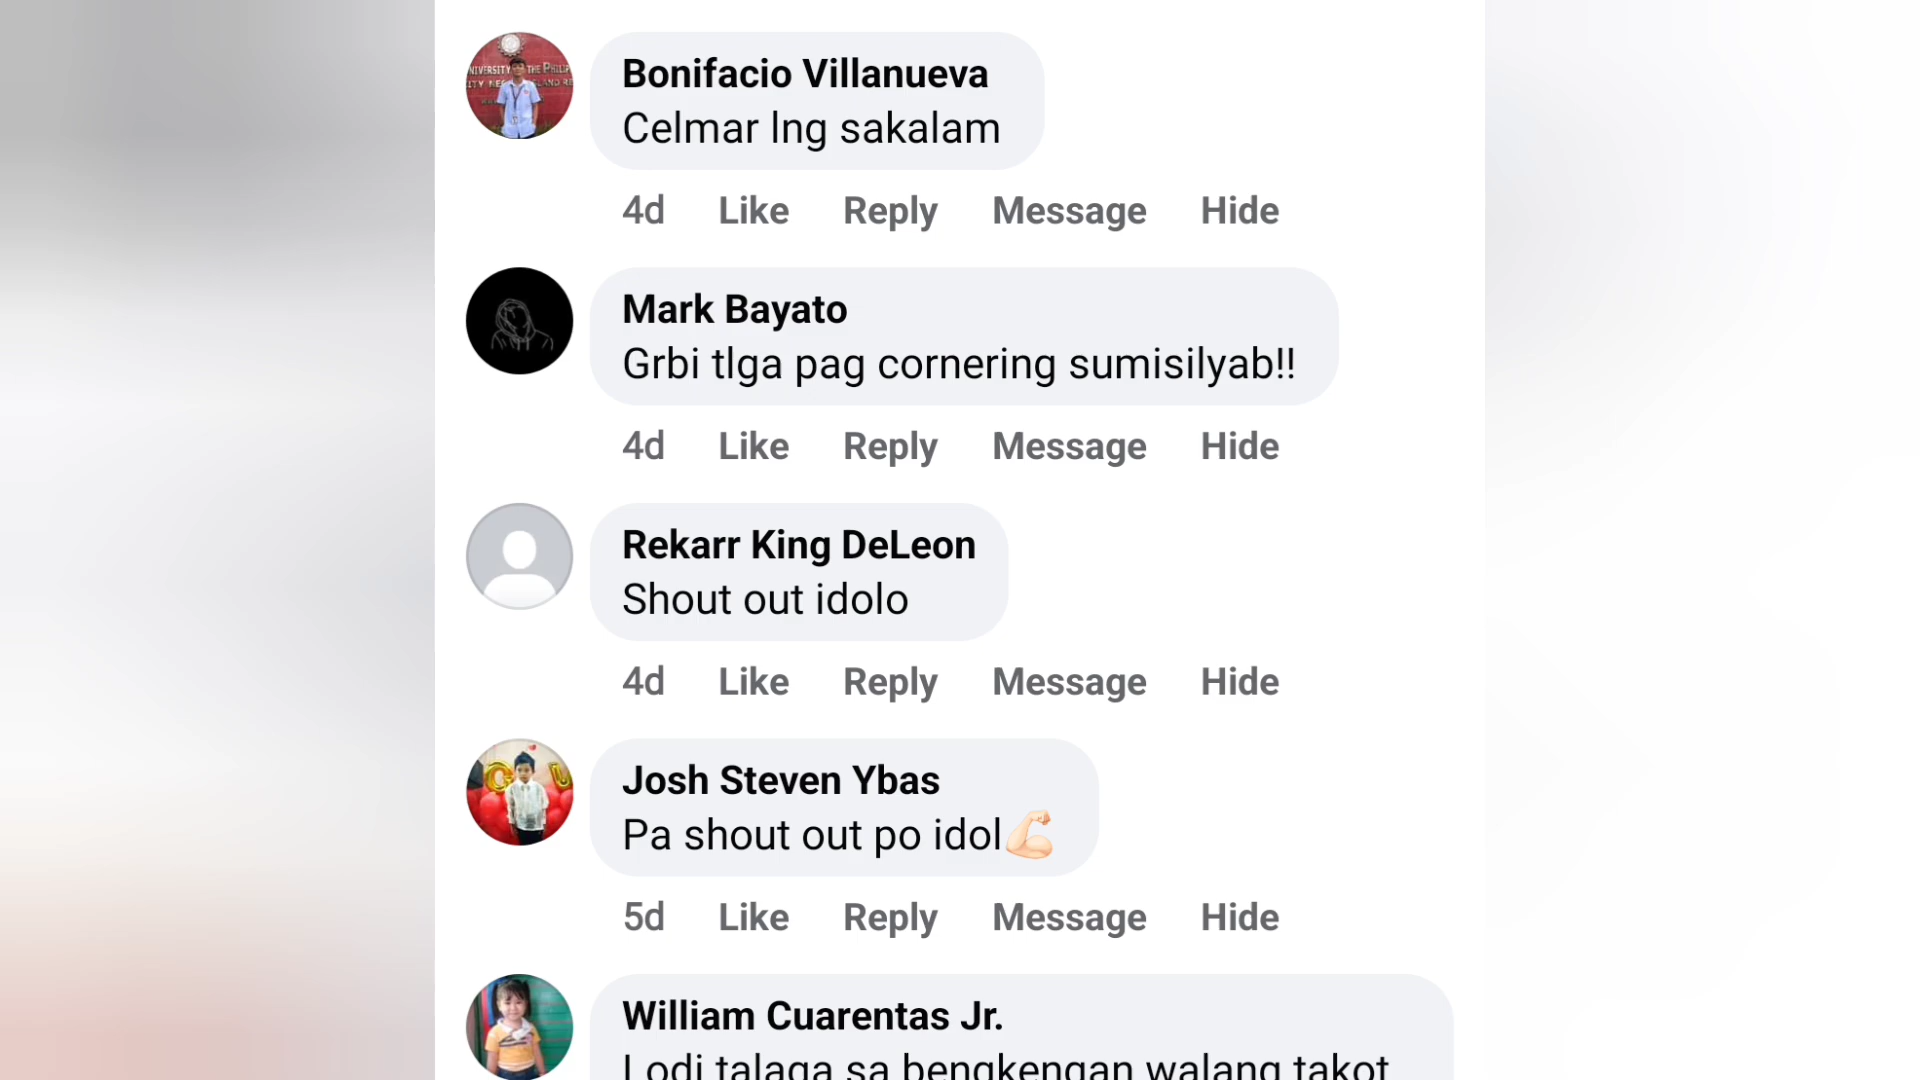 Bonifacio Villanueva
Celmar lng sakalam
4d Like Reply Message Hide
Mark Bayato
Grbi tlga pag cornering sumisilyab!!
4d Like Reply Message Hide
Rekarr King DeLeon
Shout out idolo
4d Like Reply Message Hide
Josh Steven Ybas
Pa shout out po idol💪🏻
5d Like Reply Message Hide
William Cuarentas Jr.
Lodi talaga sa bengkengan walang takot